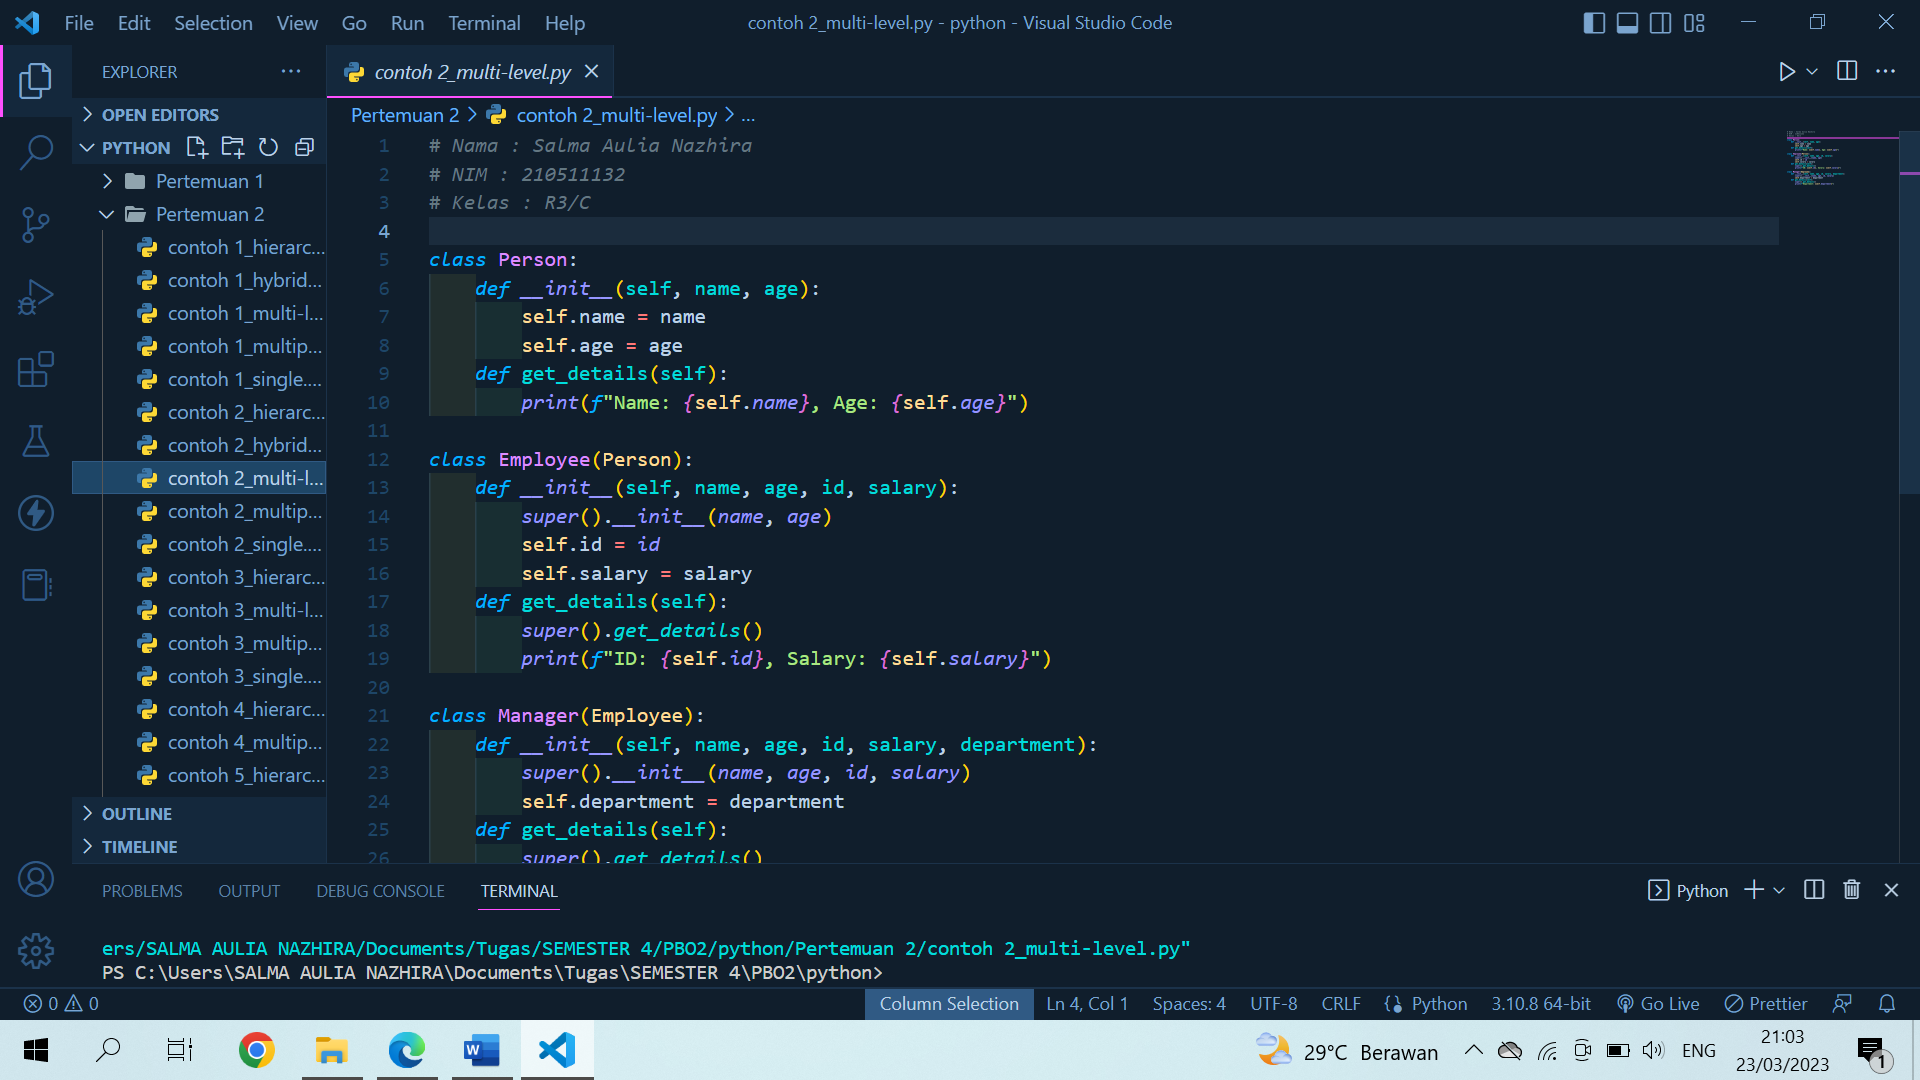 File Edit Selection View Go Run Terminal Help
contoh 2_multi-level.py - python - Visual Studio Code
EXPLORER
OPEN EDITORS
PYTHON
Pertemuan 1
Pertemuan 2
contoh 1_hierarc...
contoh 1_hybrid...
contoh 1_multi-l...
contoh 1_multip...
contoh 1_single....
contoh 2_hierarc...
contoh 2_hybrid...
contoh 2_multi-l...
contoh 2_multip...
contoh 2_single....
contoh 3_hierarc...
contoh 3_multi-l...
contoh 3_multip...
contoh 3_single....
contoh 4_hierarc...
contoh 4_multip...
contoh 5_hierarc...
OUTLINE
TIMELINE
contoh 2_multi-level.py
Pertemuan 2 > contoh 2_multi-level.py > ...
1 # Nama : Salma Aulia Nazhira
2 # NIM : 210511132
3 # Kelas : R3/C
4
5 class Person:
6     def __init__(self, name, age):
7         self.name = name
8         self.age = age
9     def get_details(self):
10         print(f"Name: {self.name}, Age: {self.age}")
11
12 class Employee(Person):
13     def __init__(self, name, age, id, salary):
14         super().__init__(name, age)
15         self.id = id
16         self.salary = salary
17     def get_details(self):
18         super().get_details()
19         print(f"ID: {self.id}, Salary: {self.salary}")
20
21 class Manager(Employee):
22     def __init__(self, name, age, id, salary, department):
23         super().__init__(name, age, id, salary)
24         self.department = department
25     def get_details(self):
26         super().get_details()
PROBLEMS OUTPUT DEBUG CONSOLE TERMINAL
Python
ers/SALMA AULIA NAZHIRA/Documents/Tugas/SEMESTER 4/PBO2/python/Pertemuan 2/contoh 2_multi-level.py"
PS C:\Users\SALMA AULIA NAZHIRA\Documents\Tugas\SEMESTER 4\PBO2\python>
0 0 Column Selection Ln 4, Col 1 Spaces: 4 UTF-8 CRLF Python 3.10.8 64-bit Go Live Prettier
29°C Berawan ENG
21:03
23/03/2023
1